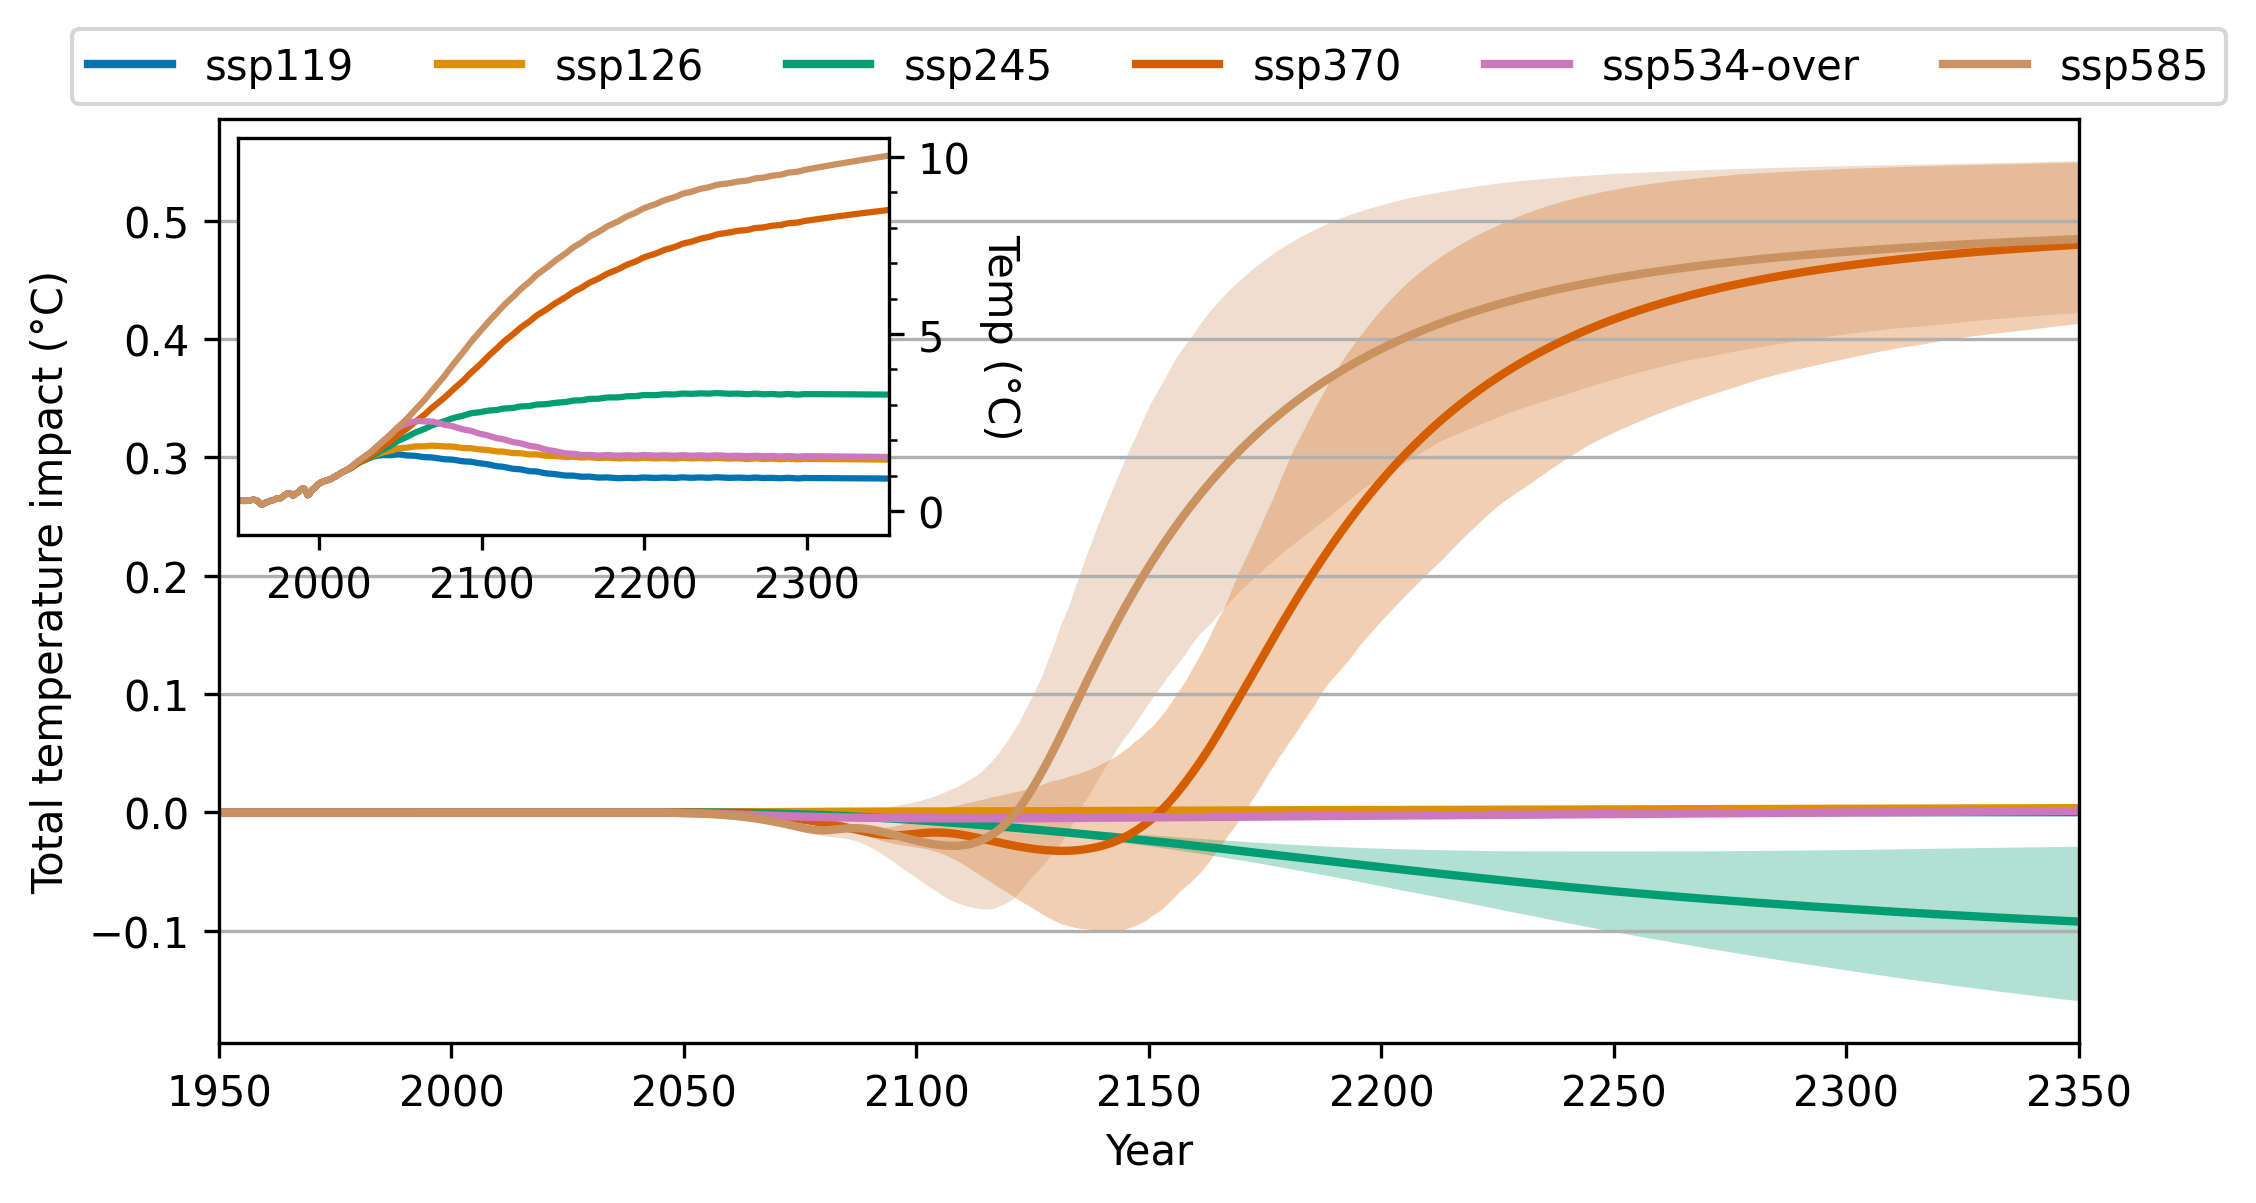 ssp119 ssp126 ssp245 ssp370 ssp534-over ssp585
Total temperature impact (°C)
0.5
0.4
0.3
0.2
0.1
0.0
−0.1
10
5
0
Temp (°C)
2000 2100 2200 2300
1950 2000 2050 2100 2150 2200 2250 2300 2350
Year